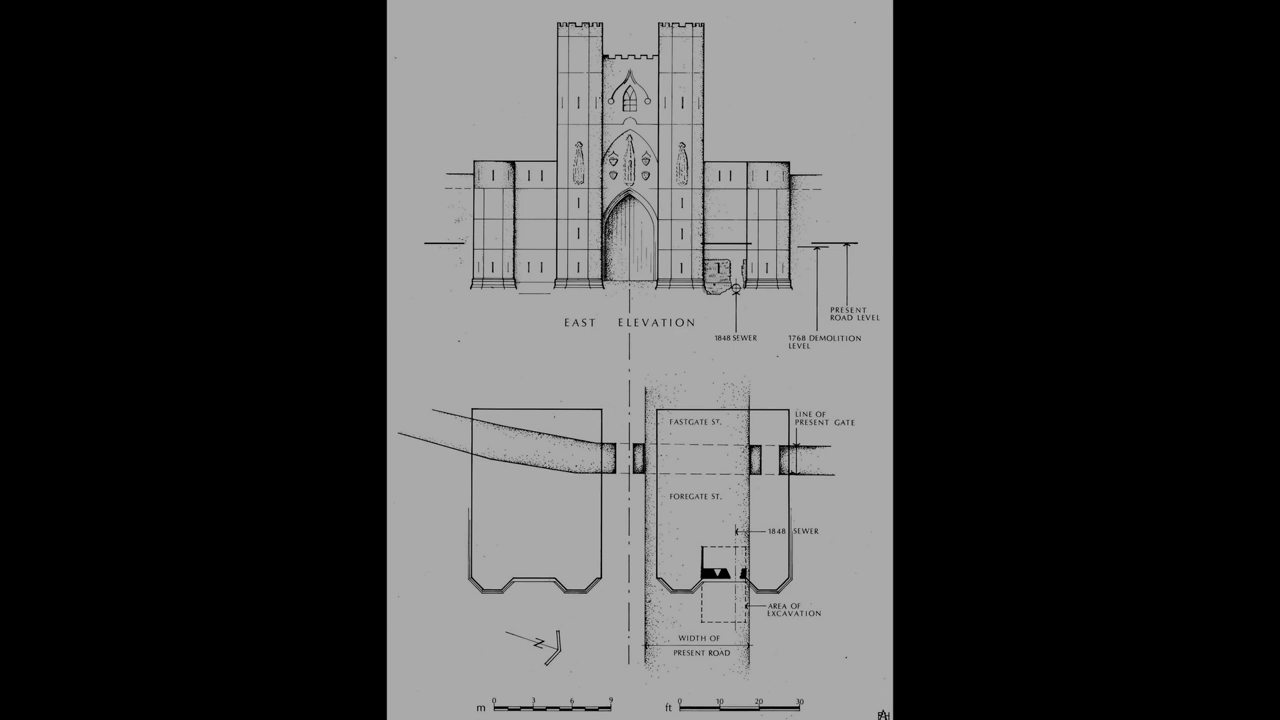 EAST ELEVATION
PRESENT
ROAD LEVEL
1848 SEWER
1768 DEMOLITION
LEVEL
LINE OF
PRESENT GATE
EASTGATE ST.
FOREGATE ST.
1848 SEWER
AREA OF
EXCAVATION
N
WIDTH OF
PRESENT ROAD
m 0 3 6 9
ft 0 10 20 30